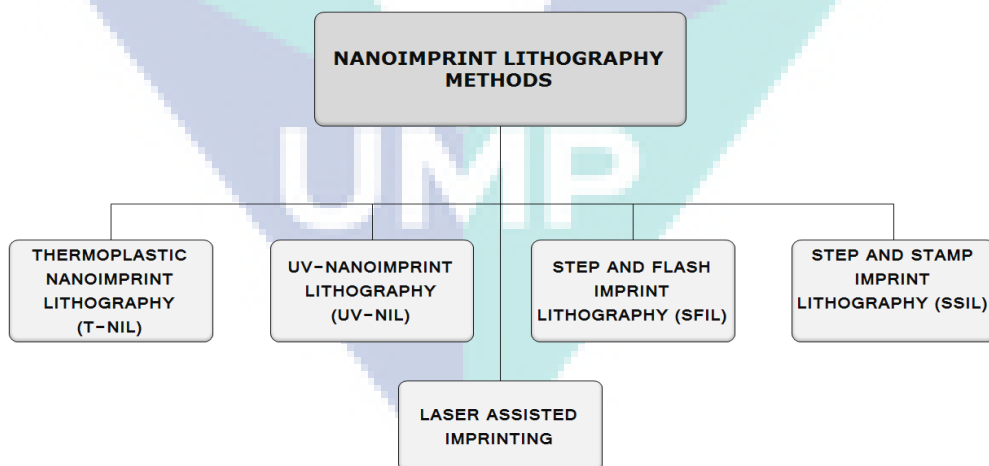 NANOIMPRINT LITHOGRAPHY
METHODS
UMP
THERMOPLASTIC
NANOIMPRINT
LITHOGRAPHY
(T-NIL)
UV-NANOIMPRINT
LITHOGRAPHY
(UV-NIL)
STEP AND FLASH
IMPRINT
LITHOGRAPHY (SFIL)
STEP AND STAMP
IMPRINT
LITHOGRAPHY (SSIL)
LASER ASSISTED
IMPRINTING